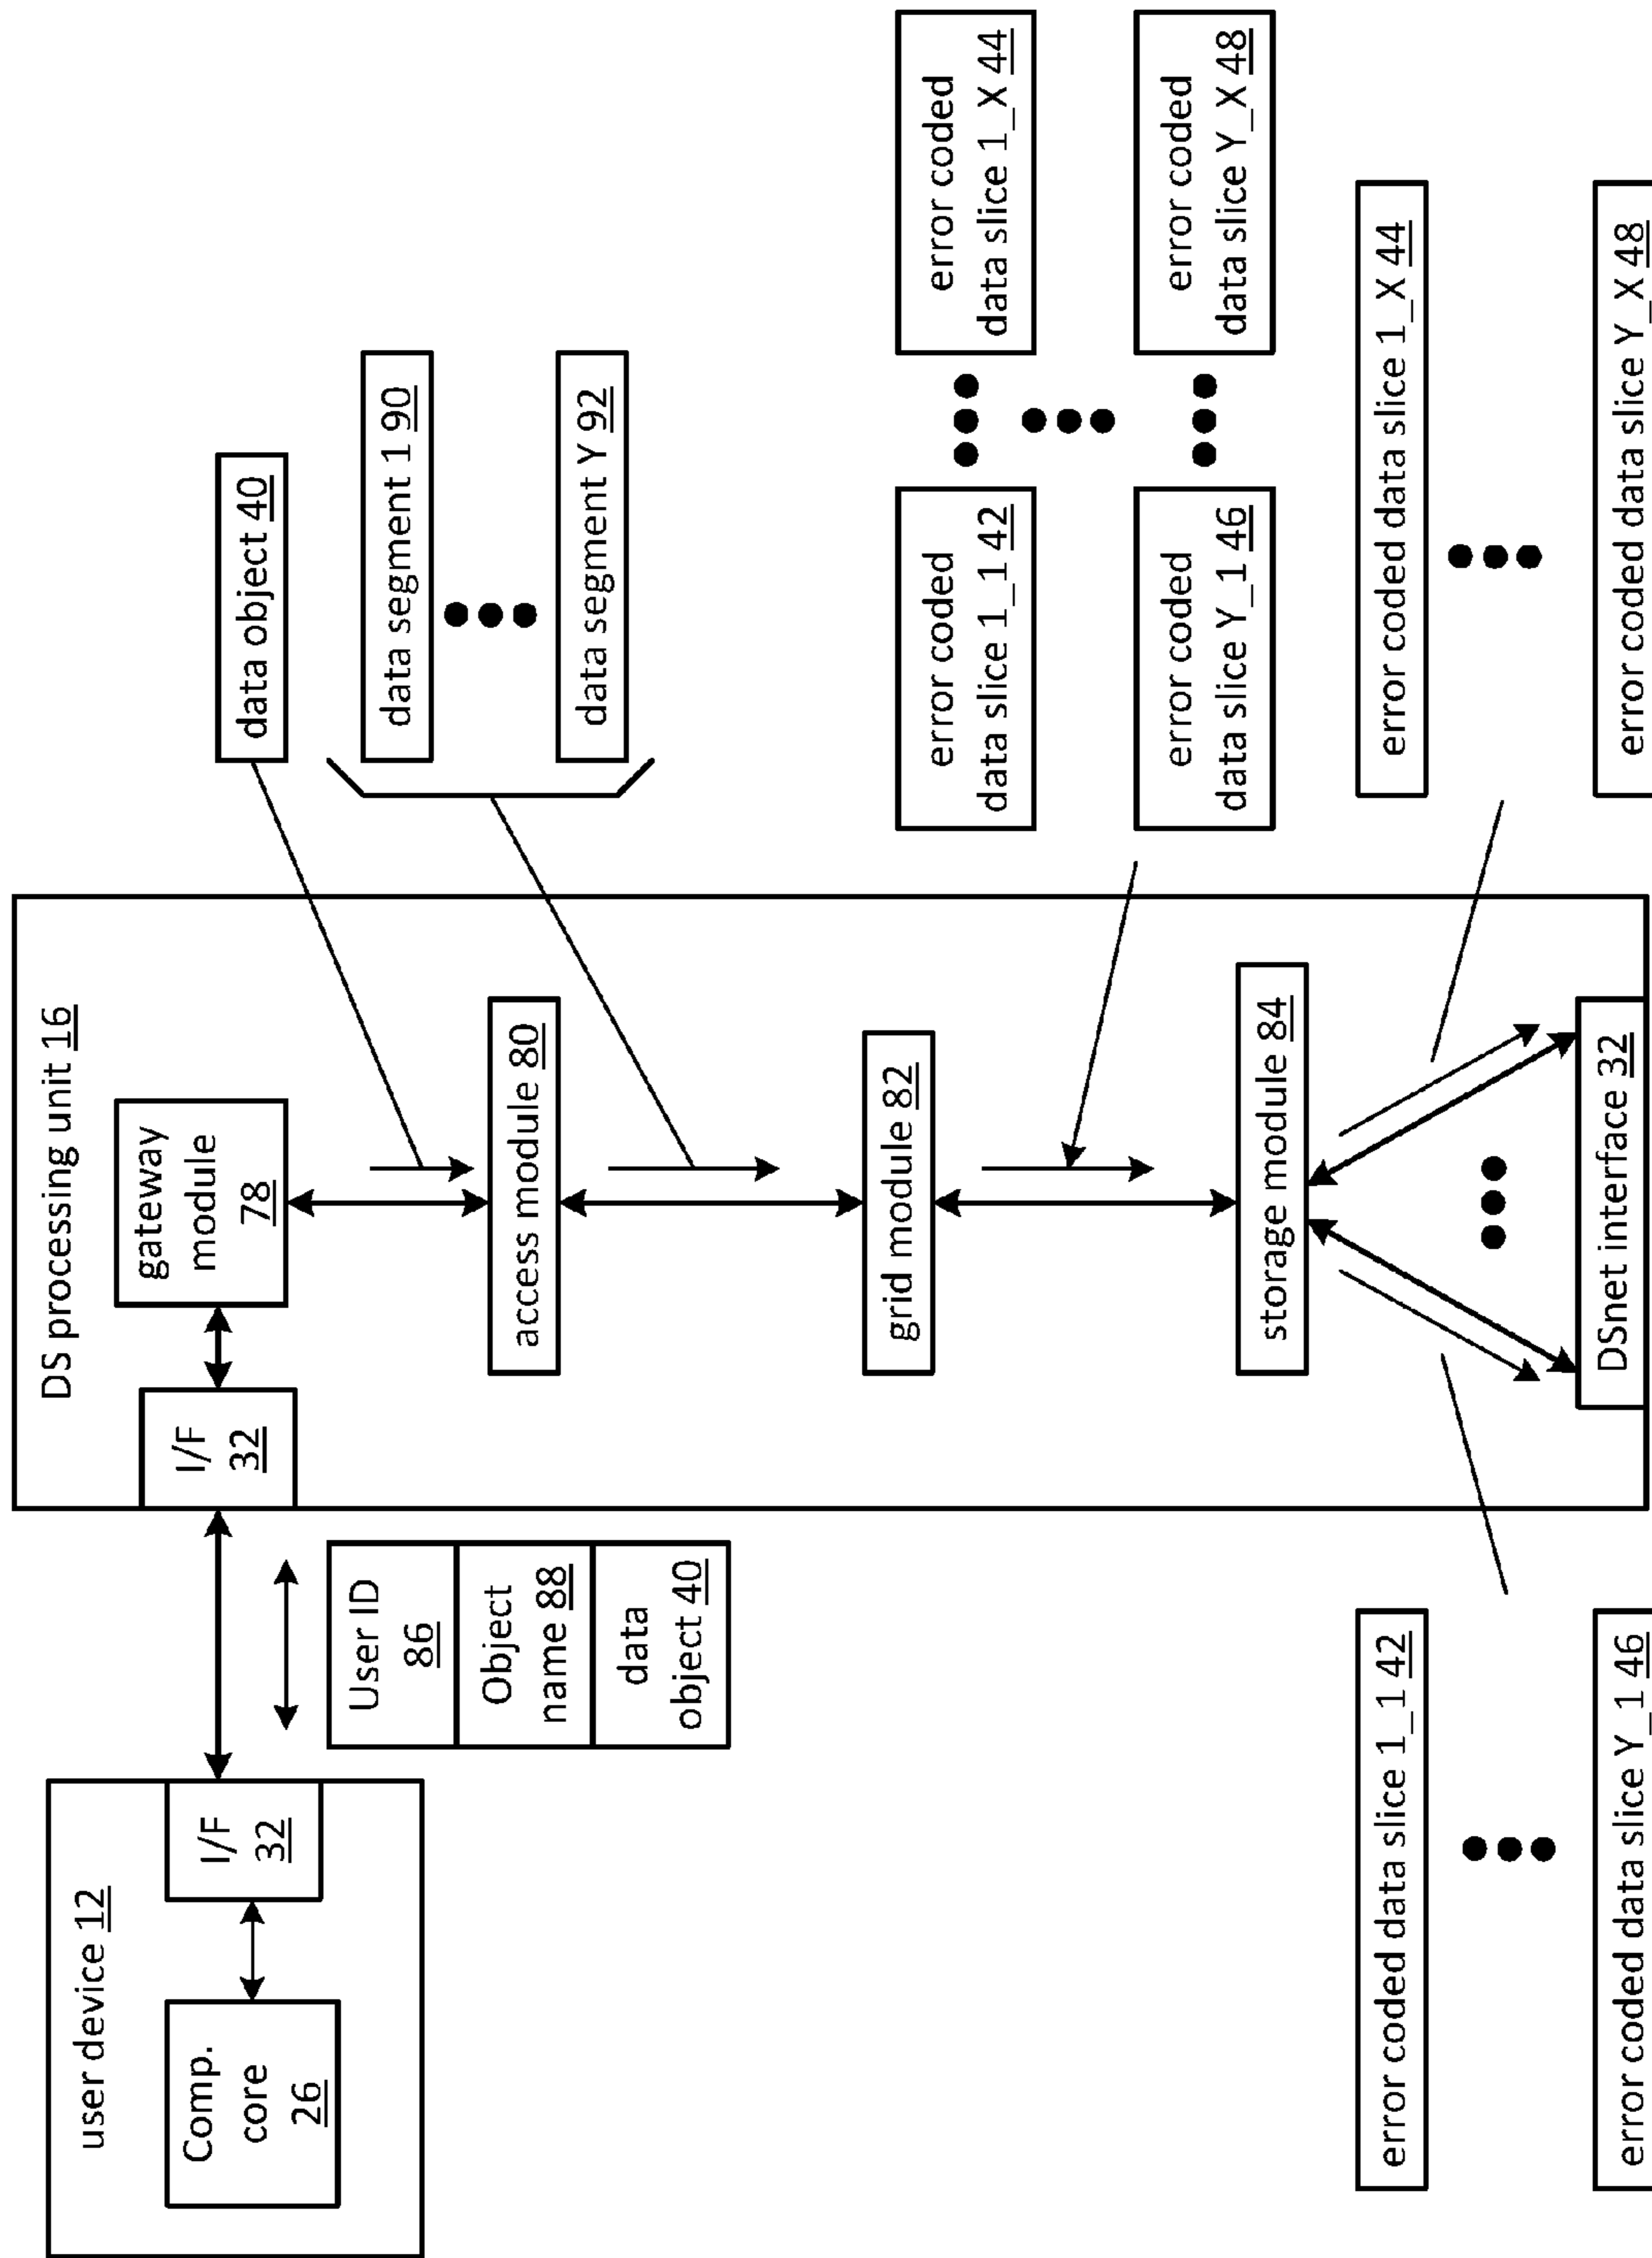 user device 12
Comp.
core
26
I/F
32
User ID
86
Object
name 88
data
object 40
DS processing unit 16
I/F
32
gateway
module
78
access module 80
grid module 82
storage module 84
DSnet interface 32
data object 40
data segment 1 90
data segment Y 92
error coded
data slice 1_1 42
error coded
data slice 1_X 44
error coded
data slice Y_1 46
error coded
data slice Y_X 48
error coded data slice 1_1 42
error coded data slice Y_1 46
error coded data slice 1_X 44
error coded data slice Y_X 48